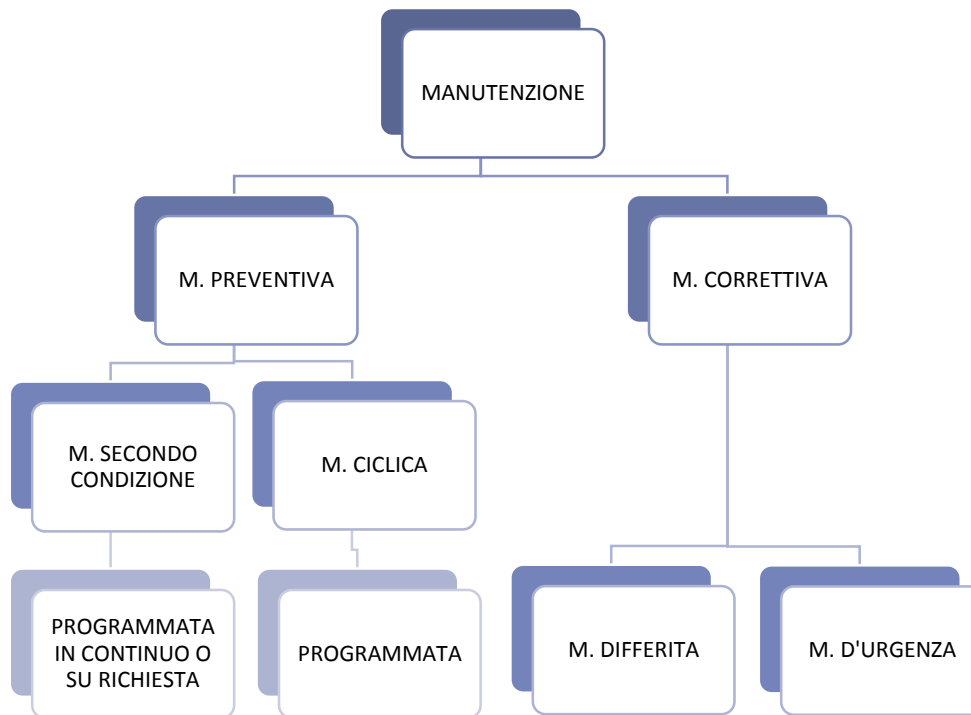 MANUTENZIONE
M. PREVENTIVA
M. CORRETTIVA
M. SECONDO
CONDIZIONE
M. CICLICA
PROGRAMMATA
IN CONTINUO O
SU RICHIESTA
PROGRAMMATA
M. DIFFERITA
M. D'URGENZA